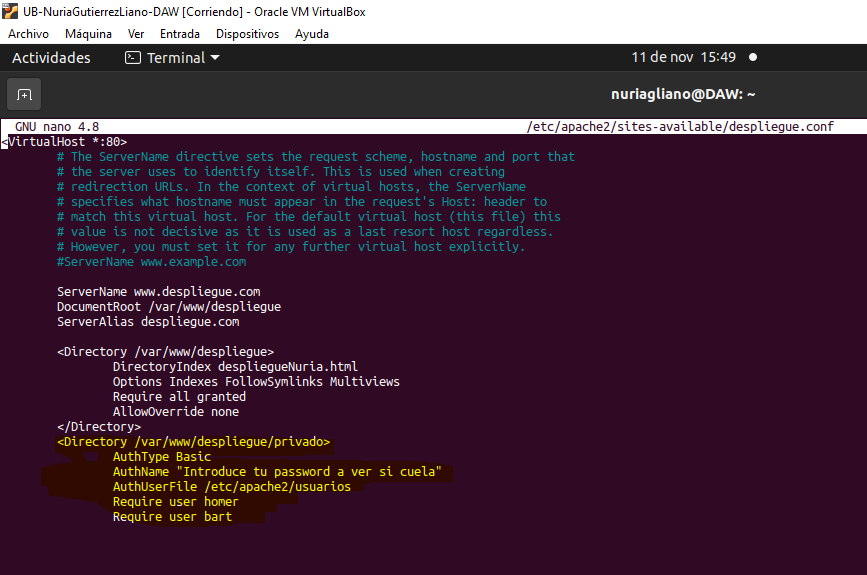 UB-NuriaGutierrezLiano-DAW [Corriendo] - Oracle VM VirtualBox
Archivo Máquina Ver Entrada Dispositivos Ayuda
Actividades Terminal 11 de nov 15:49
nuriagliano@DAW: ~
GNU nano 4.8 /etc/apache2/sites-available/despliegue.conf
<VirtualHost *:80>
# The ServerName directive sets the request scheme, hostname and port that
# the server uses to identify itself. This is used when creating
# redirection URLs. In the context of virtual hosts, the ServerName
# specifies what hostname must appear in the request's Host: header to
# match this virtual host. For the default virtual host (this file) this
# value is not decisive as it is used as a last resort host regardless.
# However, you must set it for any further virtual host explicitly.
#ServerName www.example.com
ServerName www.despliegue.com
DocumentRoot /var/www/despliegue
ServerAlias despliegue.com
<Directory /var/www/despliegue>
DirectoryIndex despliegueNuria.html
Options Indexes FollowSymlinks Multiviews
Require all granted
AllowOverride none
</Directory>
<Directory /var/www/despliegue/privado>
AuthType Basic
AuthName "Introduce tu password a ver si cuela"
AuthUserFile /etc/apache2/usuarios
Require user homer
Require user bart